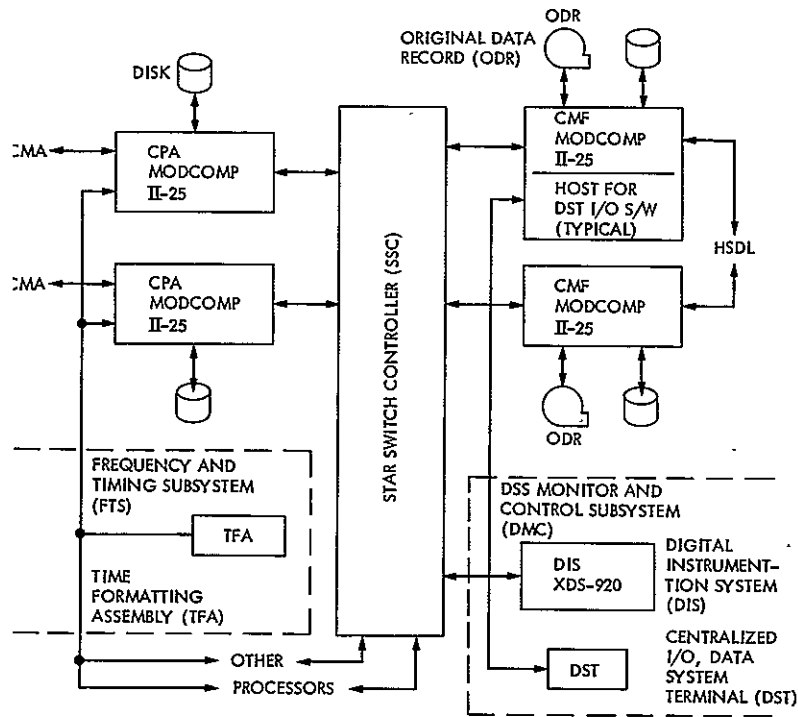 ODR
ORIGINAL DATA
RECORD (ODR)
DISK
CMA
CPA
MODCOMP
II-25
CMF
MODCOMP
II-25
HOST FOR
DST I/O S/W
(TYPICAL)
HSDL
CMA
CPA
MODCOMP
II-25
STAR SWITCH CONTROLLER (SSC)
CMF
MODCOMP
II-25
ODR
FREQUENCY AND
TIMING SUBSYSTEM
(FTS)
TFA
TIME
FORMATTING
ASSEMBLY (TFA)
DSS MONITOR AND
CONTROL SUBSYSTEM
(DMC)
DIS
XDS-920
DIGITAL
INSTRUMEN-
TION SYSTEM
(DIS)
OTHER
PROCESSORS
DST
CENTRALIZED
I/O, DATA
SYSTEM
TERMINAL (DST)